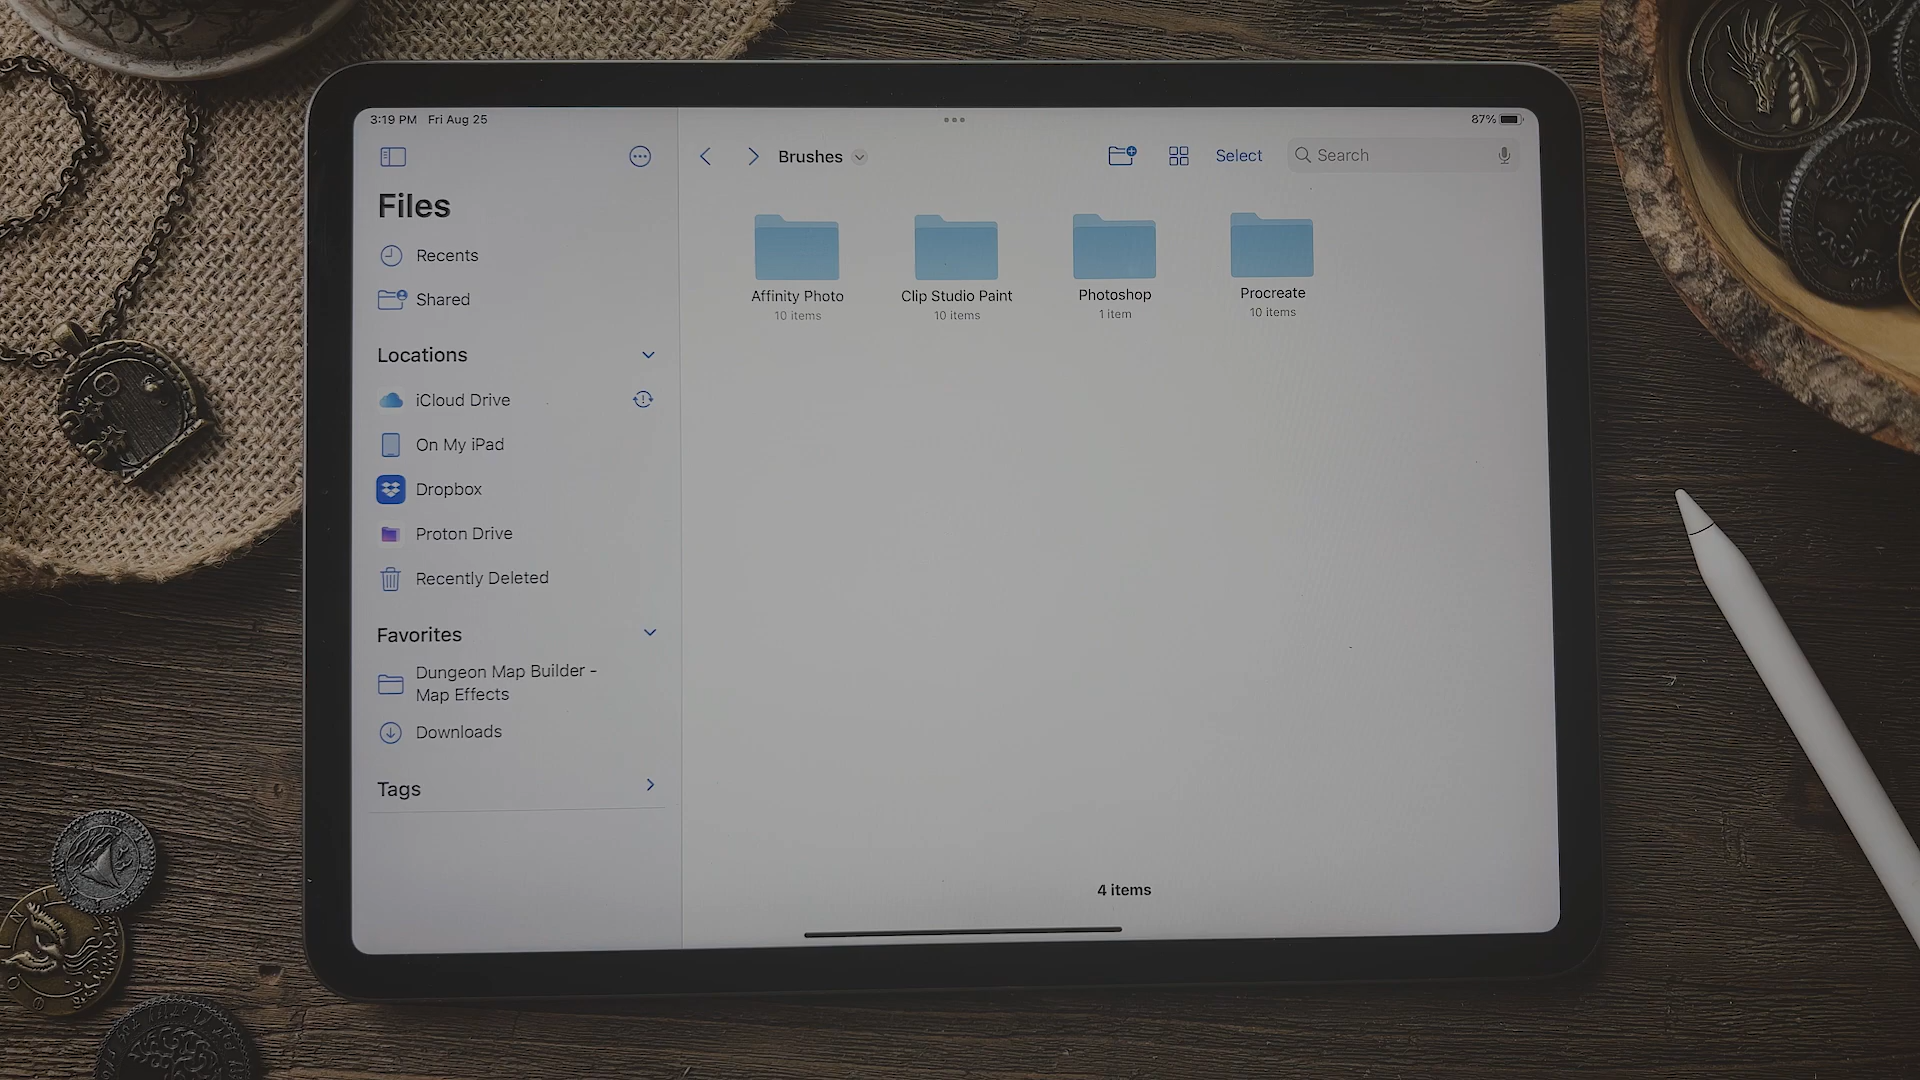 3:19 PM Fri Aug 25
87%
Files
Recents
Shared
Locations
iCloud Drive
On My iPad
Dropbox
Proton Drive
Recently Deleted
Favorites
Dungeon Map Builder -
Map Effects
Downloads
Tags
Brushes
Select
Search
Affinity Photo
10 items
Clip Studio Paint
10 items
Photoshop
1 item
Procreate
10 items
4 items